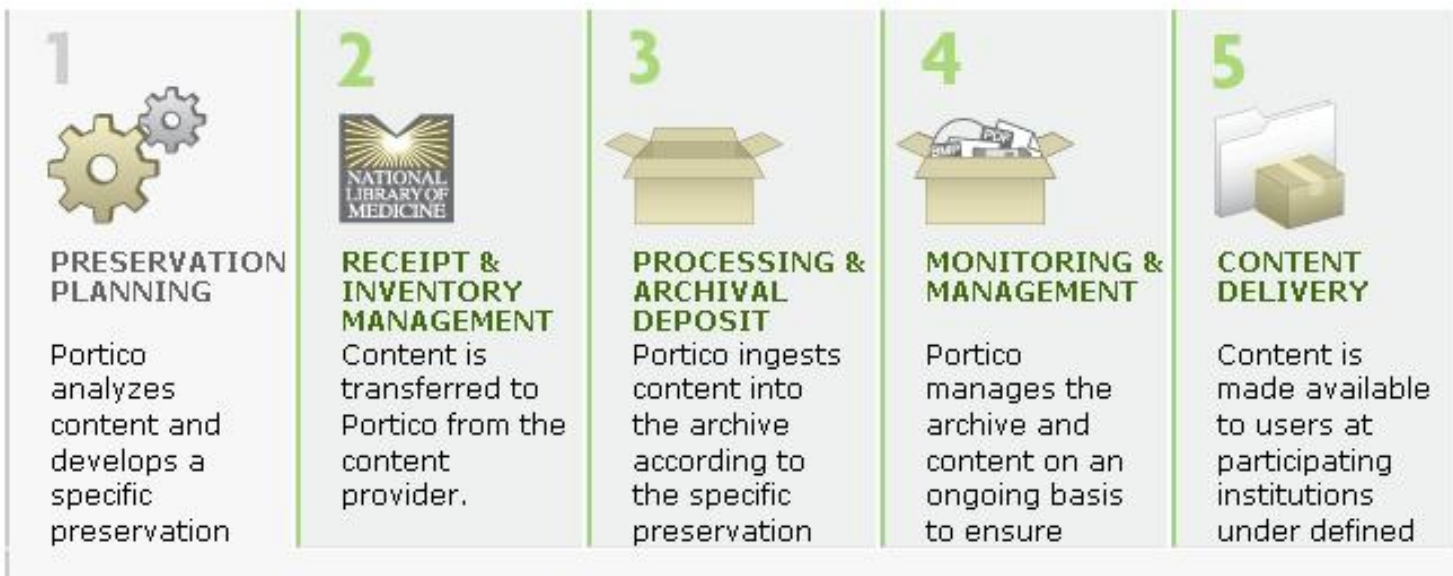 1
PRESERVATION
PLANNING
Portico
analyzes
content and
develops a
specific
preservation
2
NATIONAL
LIBRARY OF
MEDICINE
RECEIPT &
INVENTORY
MANAGEMENT
Content is
transferred to
Portico from the
content
provider.
3
PROCESSING &
ARCHIVAL
DEPOSIT
Portico ingests
content into
the archive
according to
the specific
preservation
4
BMP
PDF
MONITORING &
MANAGEMENT
Portico
manages the
archive and
content on an
ongoing basis
to ensure
5
CONTENT
DELIVERY
Content is
made available
to users at
participating
institutions
under defined